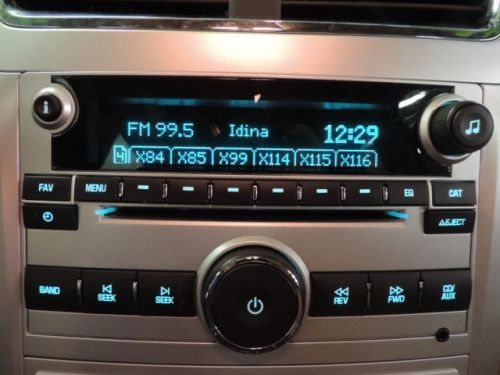 FM 99.5 Idina 12:29
4 X84 X85 X99 X114 X115 X116
FAV MENU EQ CAT
EJECT
BAND SEEK SEEK REV FWD CD/
AUX